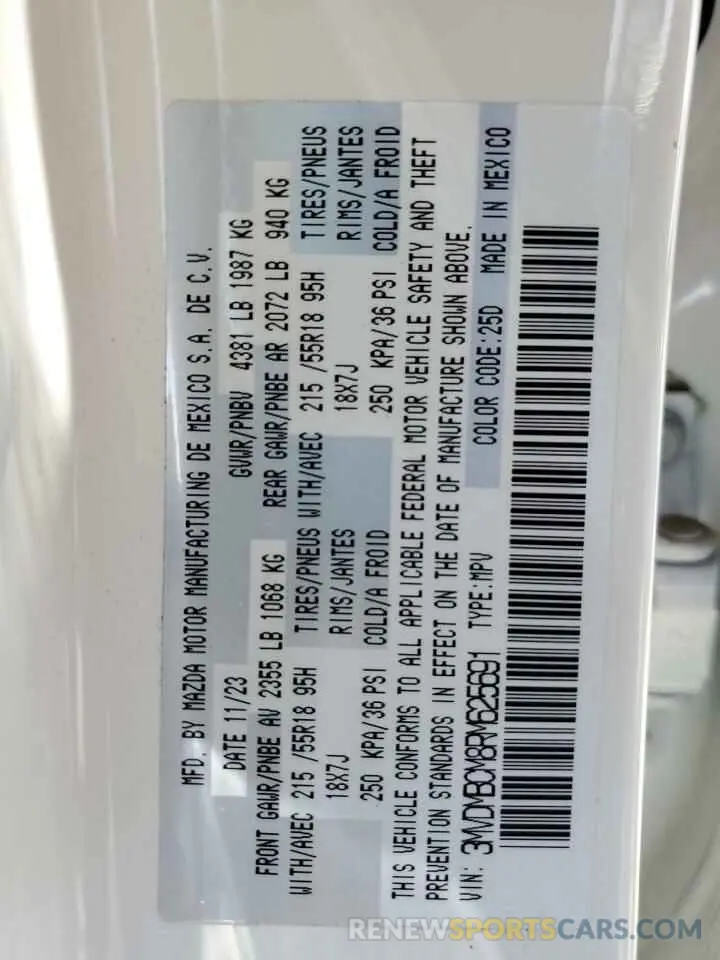 MFD. BY MAZDA MOTOR MANUFACTURING DE MEXICO S.A. DE C.V.
DATE 11/23 GVWR/PNBV 4381 LB 1987 KG
FRONT GAWR/PNBE AV 2355 LB 1068 KG REAR GAWR/PNBE AR 2072 LB 940 KG
WITH/AVEC 215 /55R18 95H TIRES/PNEUS WITH/AVEC 215 /55R18 95H TIRES/PNEUS
18X7J RIMS/JANTES 18X7J RIMS/JANTES
250 KPA/36 PSI COLD/A FROID 250 KPA/36 PSI COLD/A FROID
THIS VEHICLE CONFORMS TO ALL APPLICABLE FEDERAL MOTOR VEHICLE SAFETY AND THEFT
PREVENTION STANDARDS IN EFFECT ON THE DATE OF MANUFACTURE SHOWN ABOVE.
VIN: 3MVDMBCM8RM625691 TYPE:MPV COLOR CODE:25D MADE IN MEXICO
RENEWSPORTSCARS.COM